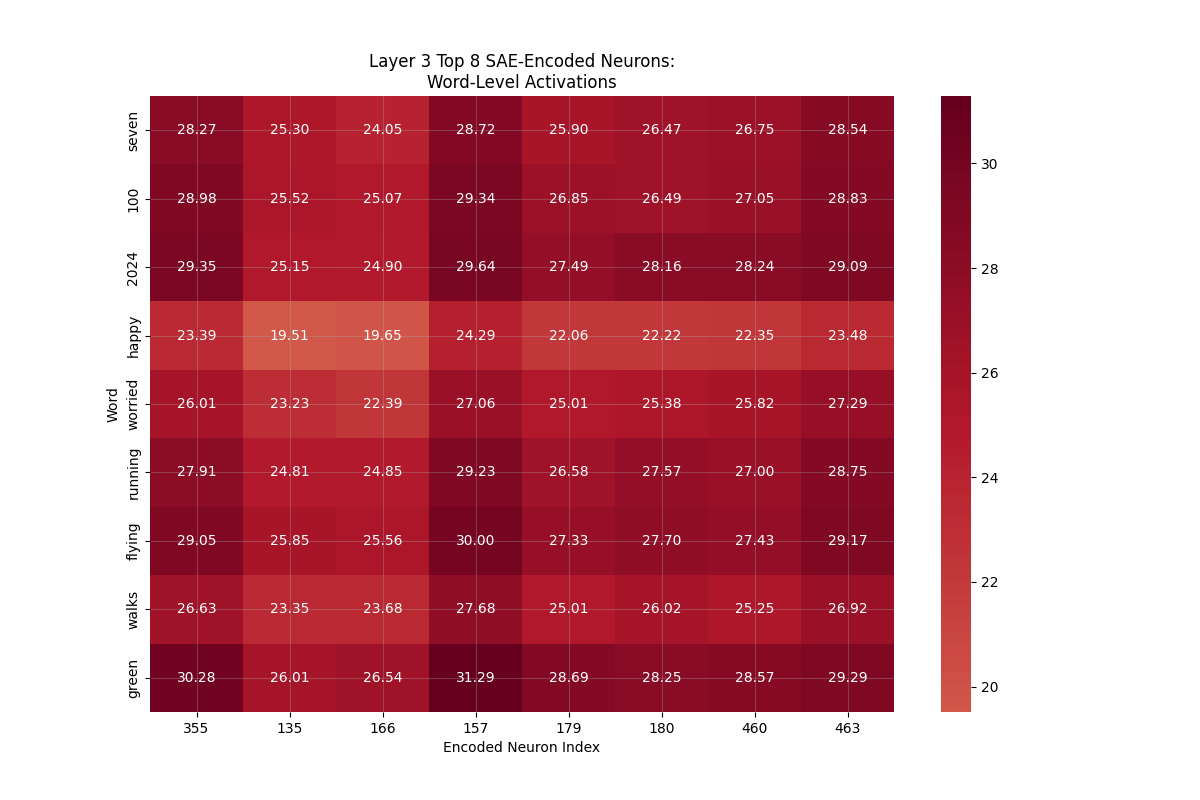 Layer 3 Top 8 SAE-Encoded Neurons:
Word-Level Activations
seven 28.27 25.30 24.05 28.72 25.90 26.47 26.75 28.54
100 28.98 25.52 25.07 29.34 26.85 26.49 27.05 28.83
2024 29.35 25.15 24.90 29.64 27.49 28.16 28.24 29.09
happy 23.39 19.51 19.65 24.29 22.06 22.22 22.35 23.48
worried 26.01 23.23 22.39 27.06 25.01 25.38 25.82 27.29
running 27.91 24.81 24.85 29.23 26.58 27.57 27.00 28.75
flying 29.05 25.85 25.56 30.00 27.33 27.70 27.43 29.17
walks 26.63 23.35 23.68 27.68 25.01 26.02 25.25 26.92
green 30.28 26.01 26.54 31.29 28.69 28.25 28.57 29.29
Word
355 135 166 157 179 180 460 463
Encoded Neuron Index
30
28
26
24
22
20